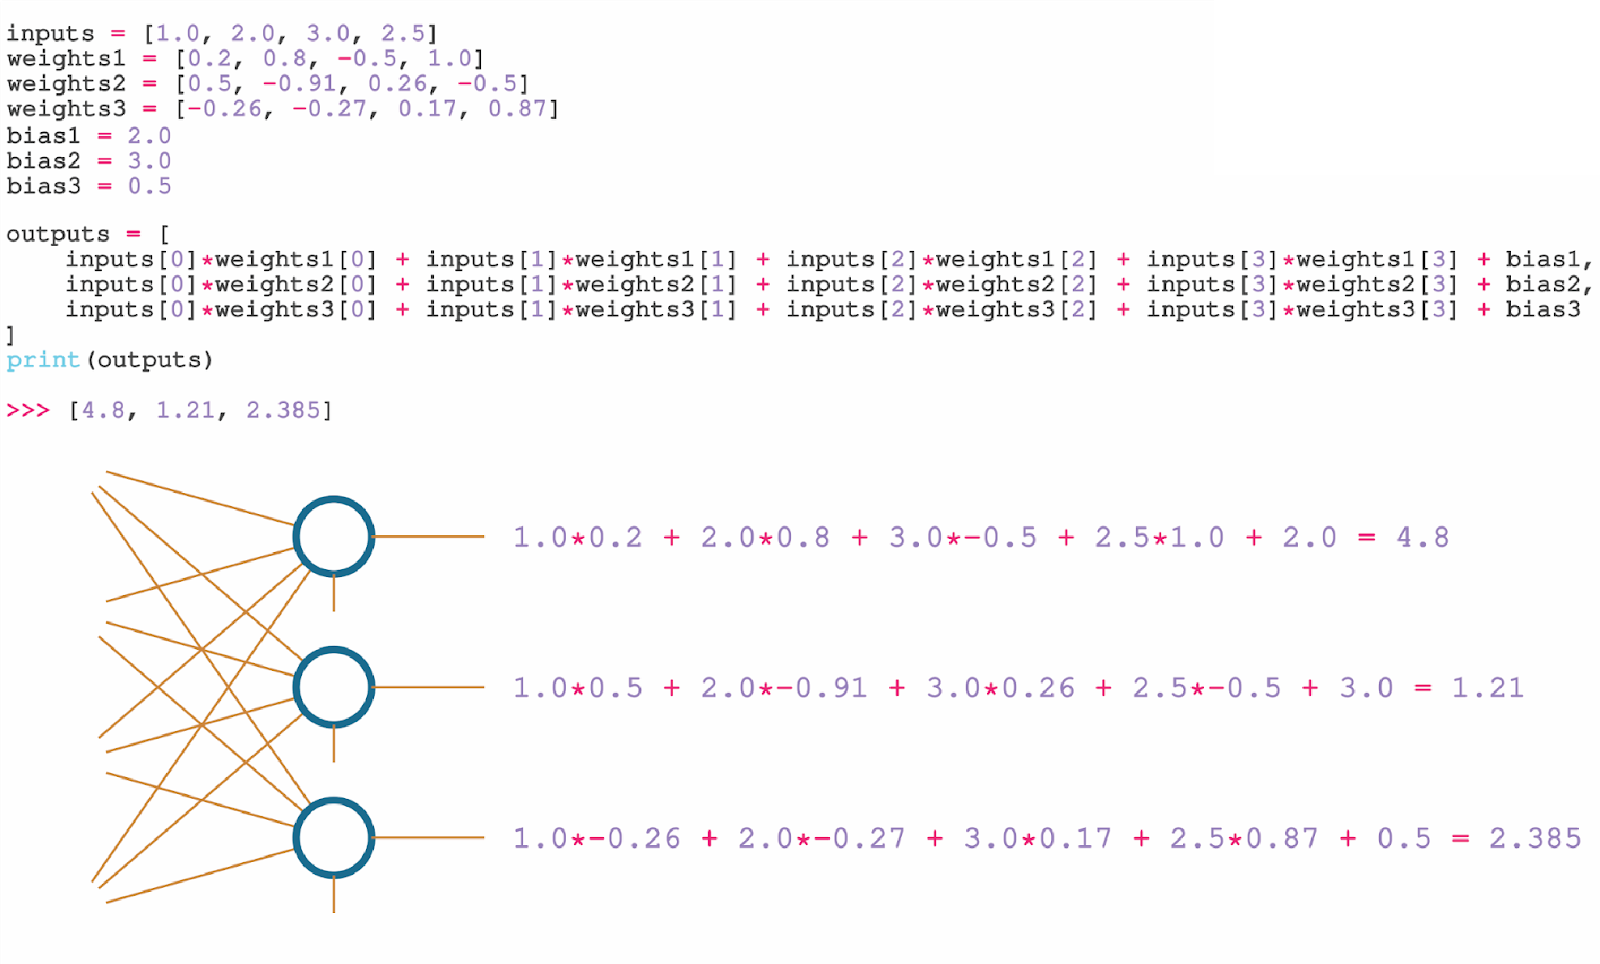 inputs = [1.0, 2.0, 3.0, 2.5]
weights1 = [0.2, 0.8, -0.5, 1.0]
weights2 = [0.5, -0.91, 0.26, -0.5]
weights3 = [-0.26, -0.27, 0.17, 0.87]
bias1 = 2.0
bias2 = 3.0
bias3 = 0.5
outputs = [
    inputs[0]*weights1[0] + inputs[1]*weights1[1] + inputs[2]*weights1[2] + inputs[3]*weights1[3] + bias1,
    inputs[0]*weights2[0] + inputs[1]*weights2[1] + inputs[2]*weights2[2] + inputs[3]*weights2[3] + bias2,
    inputs[0]*weights3[0] + inputs[1]*weights3[1] + inputs[2]*weights3[2] + inputs[3]*weights3[3] + bias3
]
print(outputs)
>>> [4.8, 1.21, 2.385]
1.0*0.2 + 2.0*0.8 + 3.0*-0.5 + 2.5*1.0 + 2.0 = 4.8
1.0*0.5 + 2.0*-0.91 + 3.0*0.26 + 2.5*-0.5 + 3.0 = 1.21
1.0*-0.26 + 2.0*-0.27 + 3.0*0.17 + 2.5*0.87 + 0.5 = 2.385